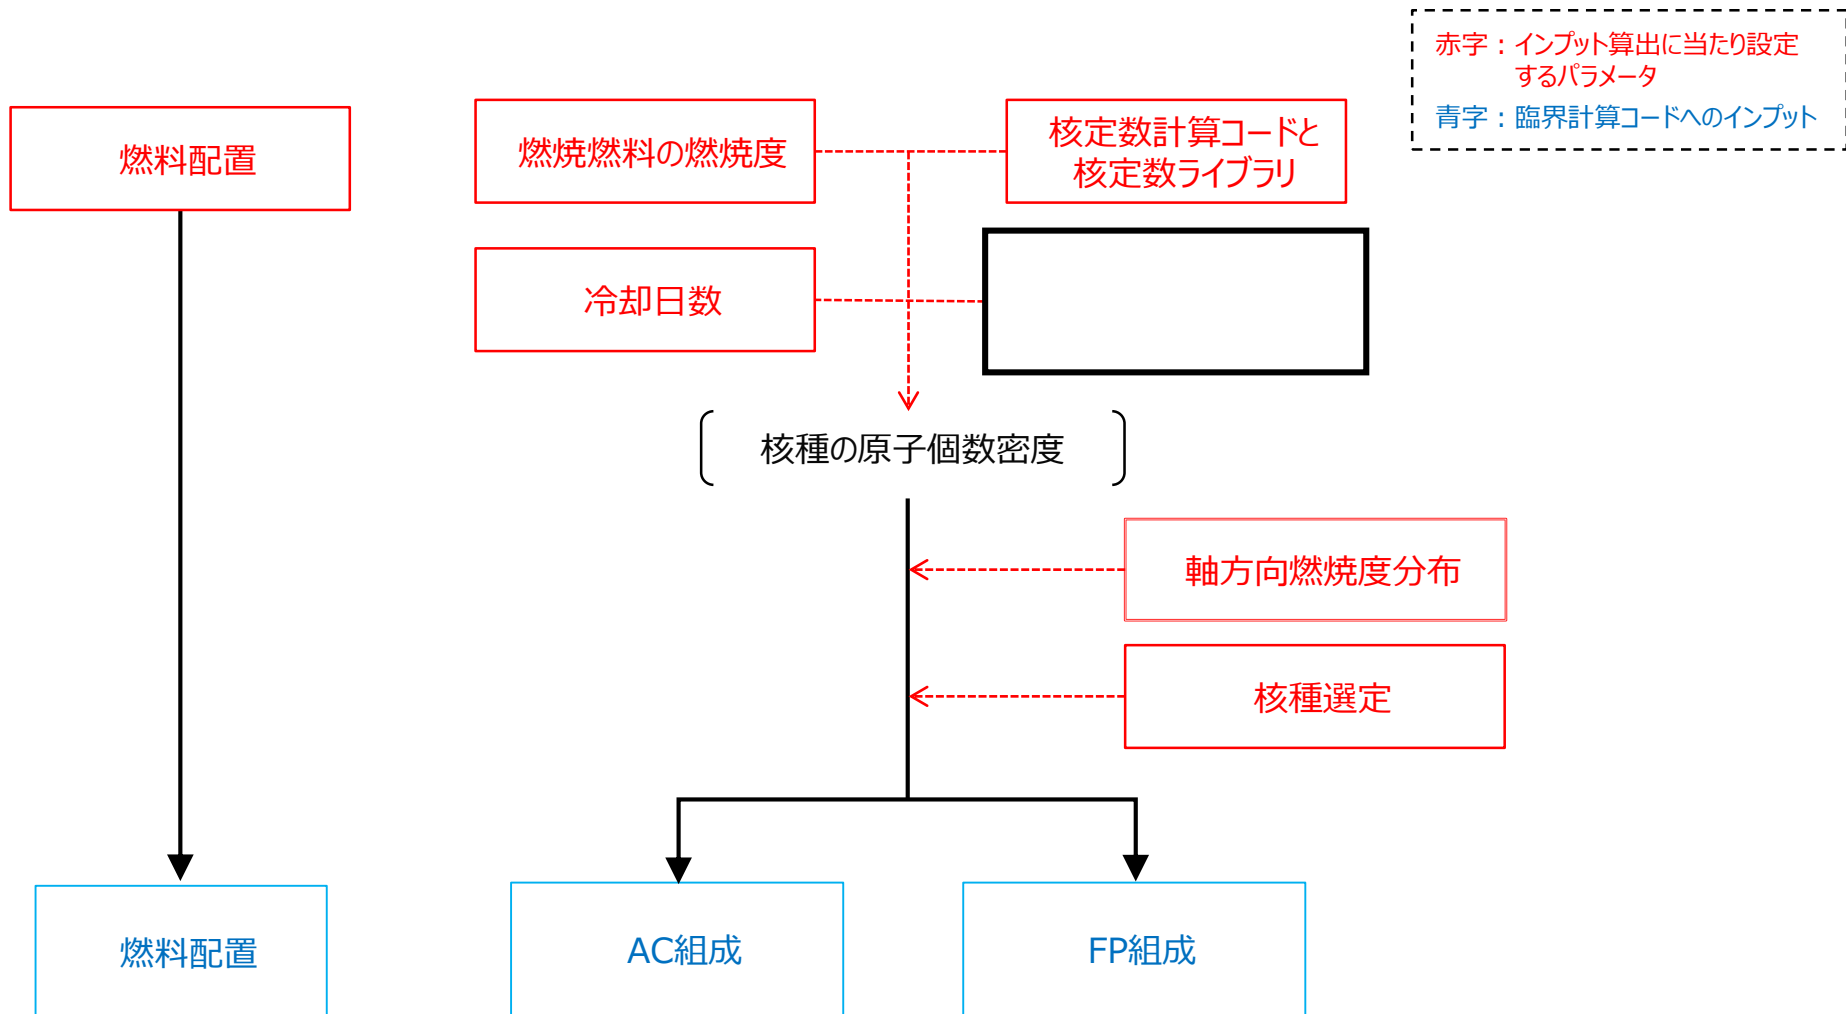 赤字：インプット算出に当たり設定
するパラメータ
青字：臨界計算コードへのインプット
燃料配置
燃焼燃料の燃焼度
核定数計算コードと
核定数ライブラリ
冷却日数
核種の原子個数密度
軸方向燃焼度分布
核種選定
燃料配置
AC組成
FP組成